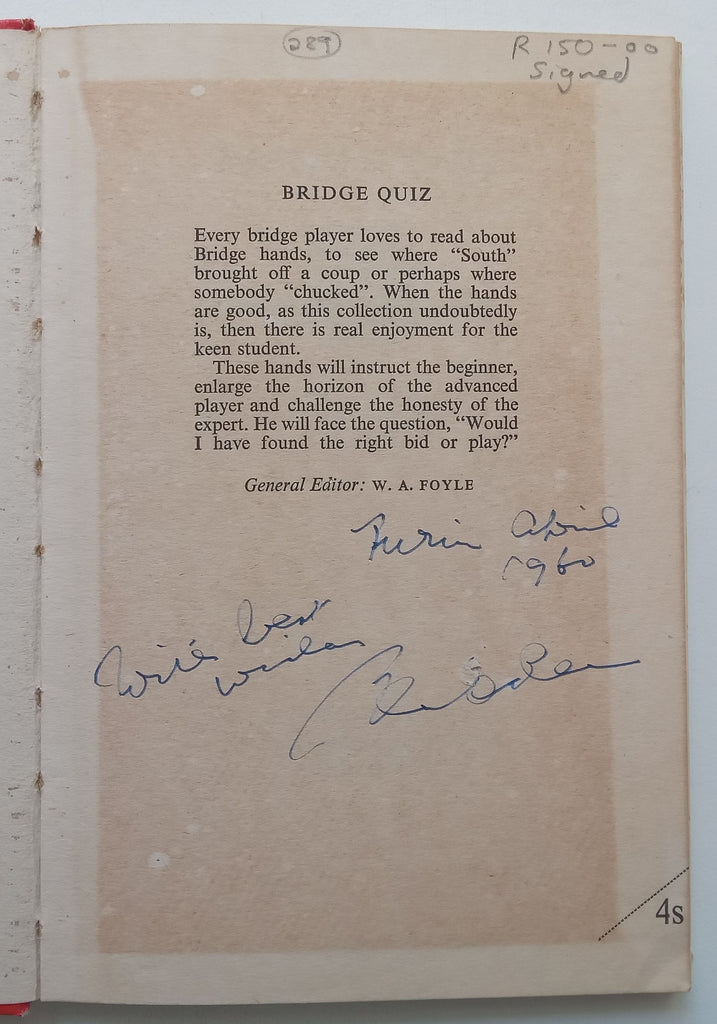 289
R 150-00
Signed
BRIDGE QUIZ
Every bridge player loves to read about
Bridge hands, to see where “South”
brought off a coup or perhaps where
somebody “chucked”. When the hands
are good, as this collection undoubtedly
is, then there is real enjoyment for the
keen student.
These hands will instruct the beginner,
enlarge the horizon of the advanced
player and challenge the honesty of the
expert. He will face the question, “Would
I have found the right bid or play?”
General Editor: W. A. FOYLE
Turin April
1960
With best
wishes
4s